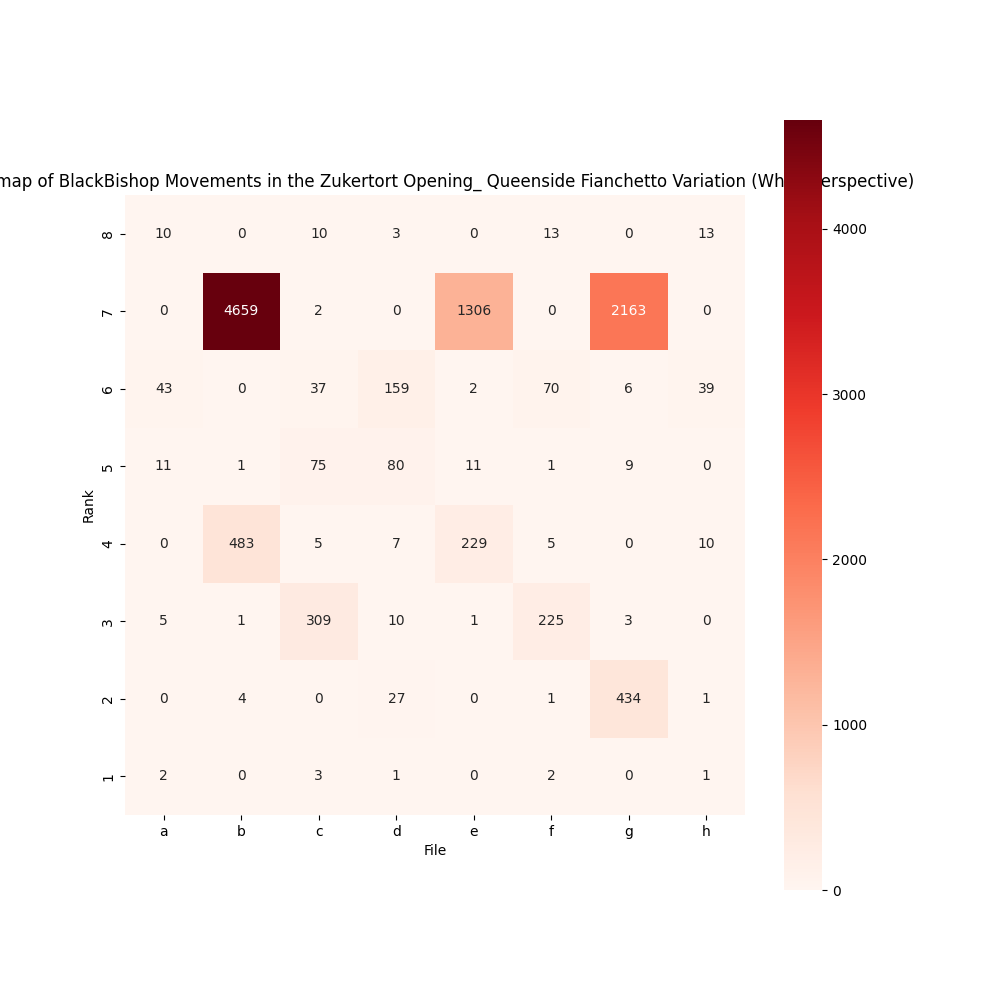 map of BlackBishop Movements in the Zukertort Opening_ Queenside Fianchetto Variation (Wh erspective)
8 10 0 10 3 0 13 0 13
7 0 4659 2 0 1306 0 2163 0
6 43 0 37 159 2 70 6 39
5 11 1 75 80 11 1 9 0
4 0 483 5 7 229 5 0 10
3 5 1 309 10 1 225 3 0
2 0 4 0 27 0 1 434 1
1 2 0 3 1 0 2 0 1
a b c d e f g h
File
Rank
4000
3000
2000
1000
0